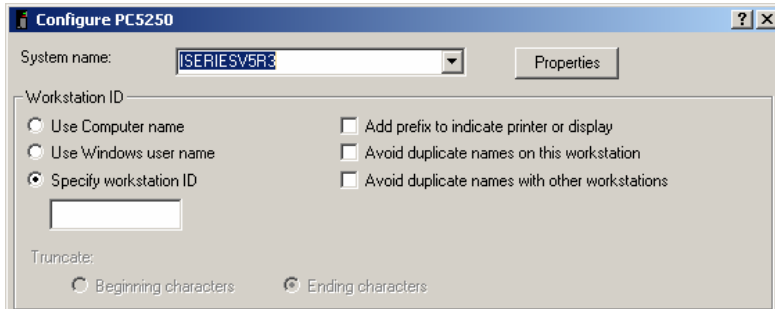 Configure PC5250
System name: ISERIESV5R3 Properties
Workstation ID
Use Computer name Add prefix to indicate printer or display
Use Windows user name Avoid duplicate names on this workstation
Specify workstation ID Avoid duplicate names with other workstations
Truncate:
Beginning characters Ending characters